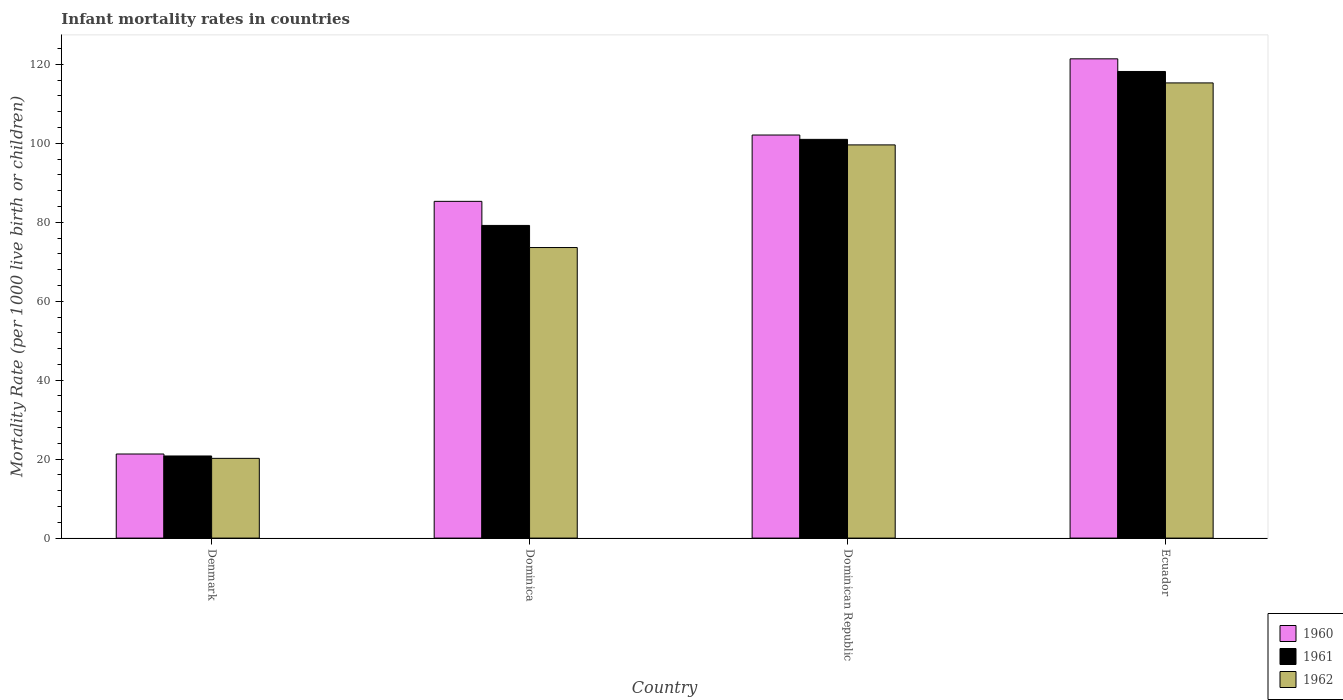 Infant mortality rates in countries
Mortality Rate (per 1000 live birth or children)
120
100
80
60
40
20
0
Denmark
Dominica
Dominican Republic
Ecuador
Country
1960
1961
1962